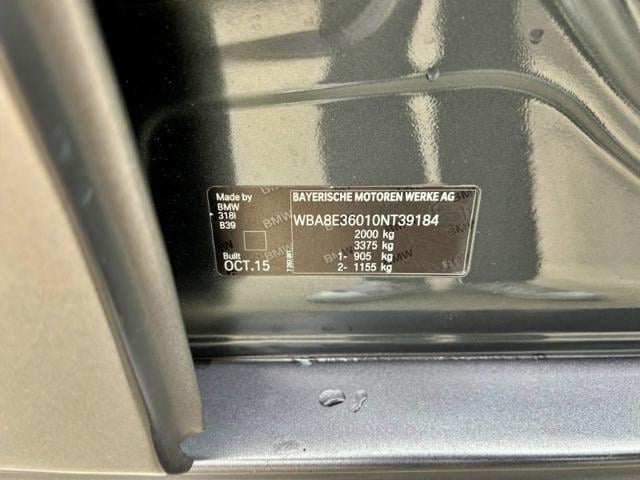 Made by
BMW
318i
B39
Built
OCT.15
BAYERISCHE MOTOREN WERKE AG
WBA8E36010NT39184
2000 kg
3375 kg
1- 905 kg
2- 1155 kg